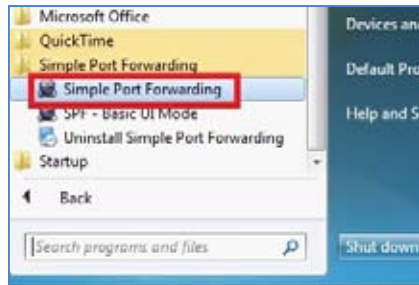 Microsoft Office
QuickTime
Simple Port Forwarding
Simple Port Forwarding
SPF - Basic UI Mode
Uninstall Simple Port Forwarding
Startup
Back
Search programs and files
Devices an
Default Pro
Help and S
Shut down